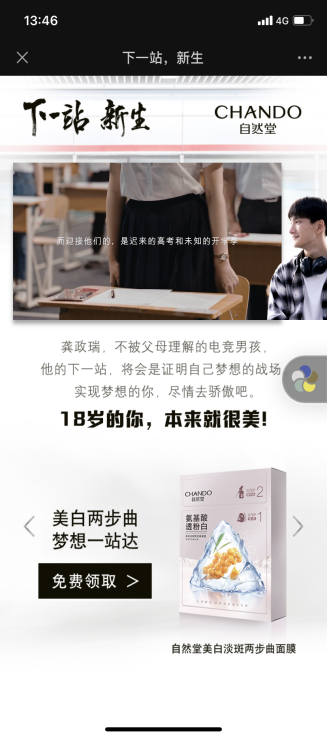 13:46
4G
下一站，新生
下一站 新生
CHANDO
自然堂
而迎接他们的，是迟来的高考和未知的开学季
龚政瑞，不被父母理解的电竞男孩，
他的下一站，将会是证明自己梦想的战场，
实现梦想的你，尽情去骄傲吧。
18岁的你，本来就很美!
美白两步曲
梦想一站达
免费领取 >
CHANDO
自然堂
氨基酸
透粉白
2
1
自然堂美白淡斑两步曲面膜